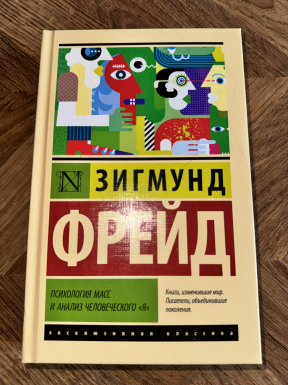 N
ЗИГМУНД
ФРЕЙД
ПСИХОЛОГИЯ МАСС
И АНАЛИЗ ЧЕЛОВЕЧЕСКОГО «Я»
Книги, изменившие мир.
Писатели, объединившие
поколения.
ЭКСКЛЮЗИВНАЯ КЛАССИКА